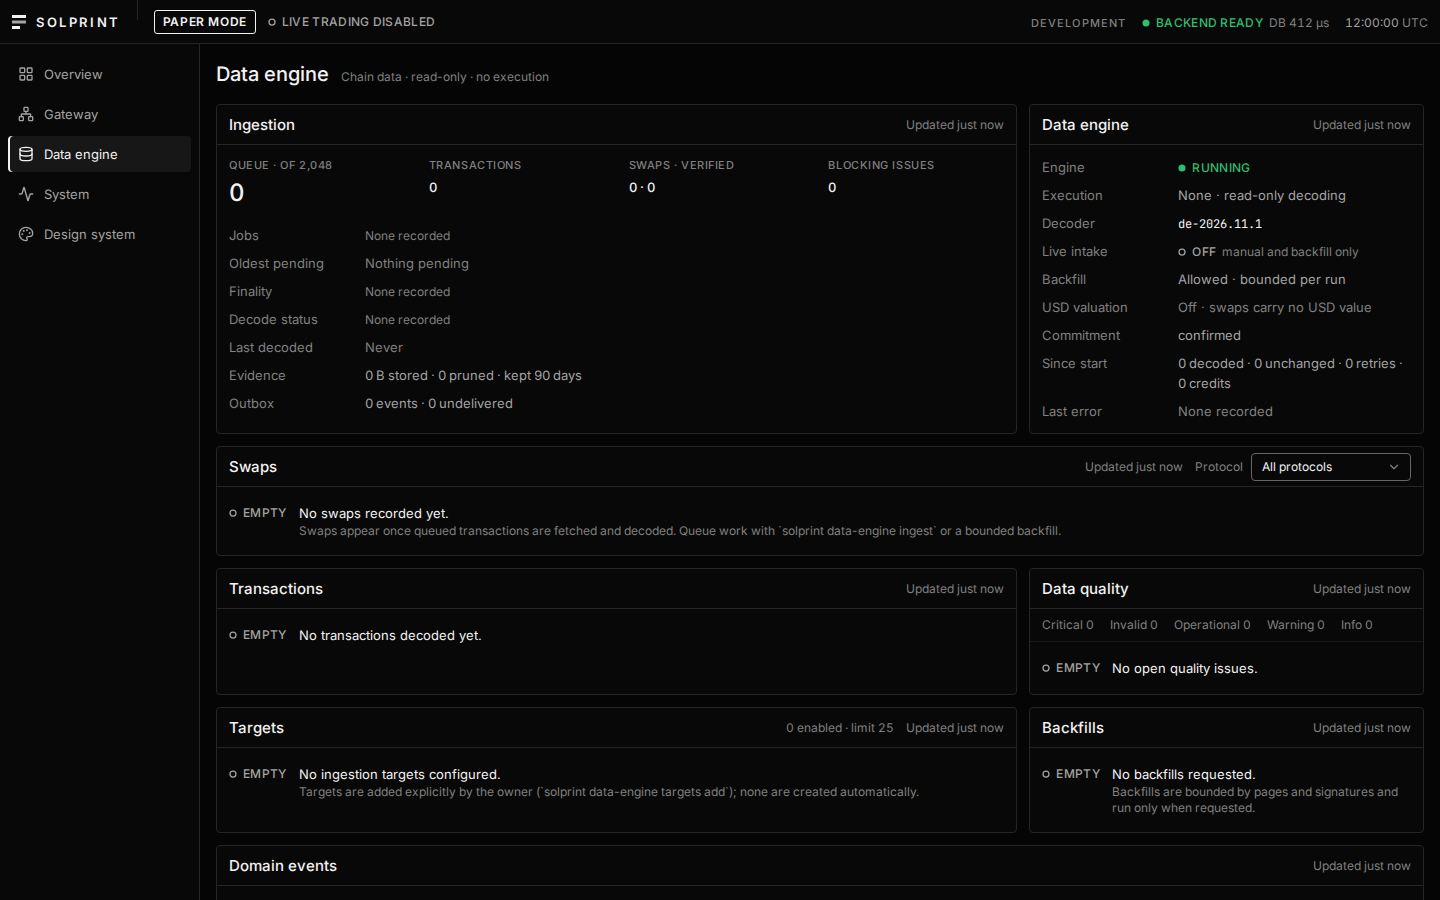 SOLPRINT
PAPER MODE
LIVE TRADING DISABLED
DEVELOPMENT
BACKEND READY DB 412 µs
12:00:00 UTC
Overview
Gateway
Data engine
System
Design system
Data engine
Chain data · read-only · no execution
Ingestion
Updated just now
QUEUE · OF 2,048
TRANSACTIONS
SWAPS · VERIFIED
BLOCKING ISSUES
0
0
0 · 0
0
Jobs None recorded
Oldest pending Nothing pending
Finality None recorded
Decode status None recorded
Last decoded Never
Evidence 0 B stored · 0 pruned · kept 90 days
Outbox 0 events · 0 undelivered
Data engine
Updated just now
Engine RUNNING
Execution None · read-only decoding
Decoder de-2026.11.1
Live intake OFF manual and backfill only
Backfill Allowed · bounded per run
USD valuation Off · swaps carry no USD value
Commitment confirmed
Since start 0 decoded · 0 unchanged · 0 retries ·
0 credits
Last error None recorded
Swaps
Updated just now
Protocol
All protocols
EMPTY No swaps recorded yet.
Swaps appear once queued transactions are fetched and decoded. Queue work with `solprint data-engine ingest` or a bounded backfill.
Transactions
Updated just now
EMPTY No transactions decoded yet.
Data quality
Updated just now
Critical 0 Invalid 0 Operational 0 Warning 0 Info 0
EMPTY No open quality issues.
Targets
0 enabled · limit 25
Updated just now
EMPTY No ingestion targets configured.
Targets are added explicitly by the owner (`solprint data-engine targets add`); none are created automatically.
Backfills
Updated just now
EMPTY No backfills requested.
Backfills are bounded by pages and signatures and
run only when requested.
Domain events
Updated just now